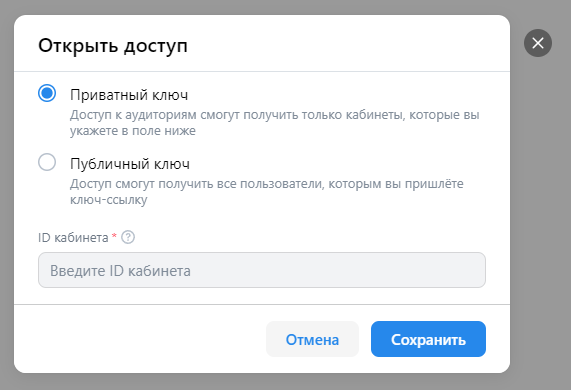 Открыть доступ
Приватный ключ
Доступ к аудиториям смогут получить только кабинеты, которые вы
укажете в поле ниже
Публичный ключ
Доступ смогут получить все пользователи, которым вы пришлёте
ключ-ссылку
ID кабинета * ?
Введите ID кабинета
Отмена
Сохранить